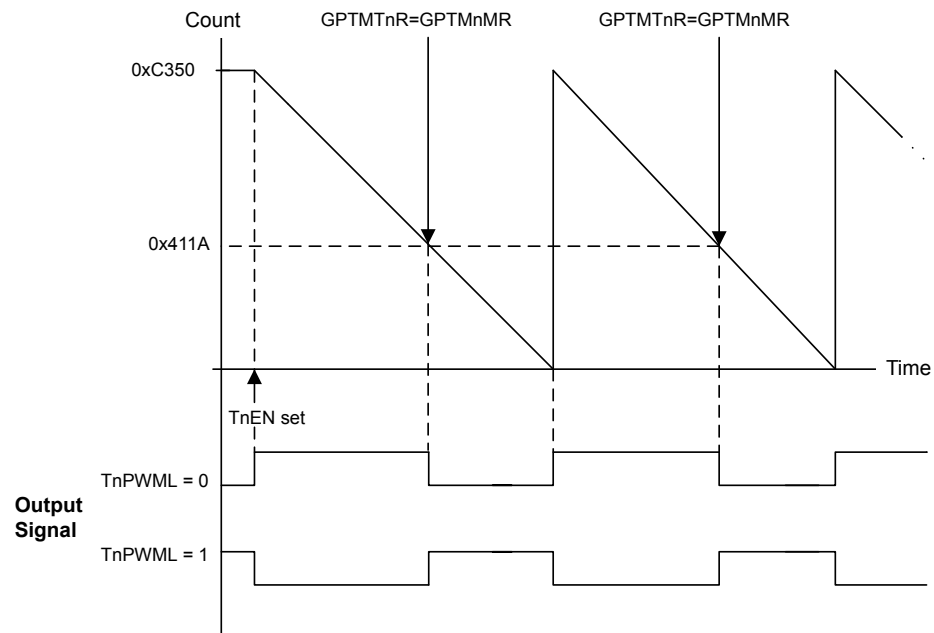 Count
GPTMTnR=GPTMnMR
GPTMTnR=GPTMnMR
0xC350
0x411A
Time
TnEN set
TnPWML = 0
Output
Signal
TnPWML = 1